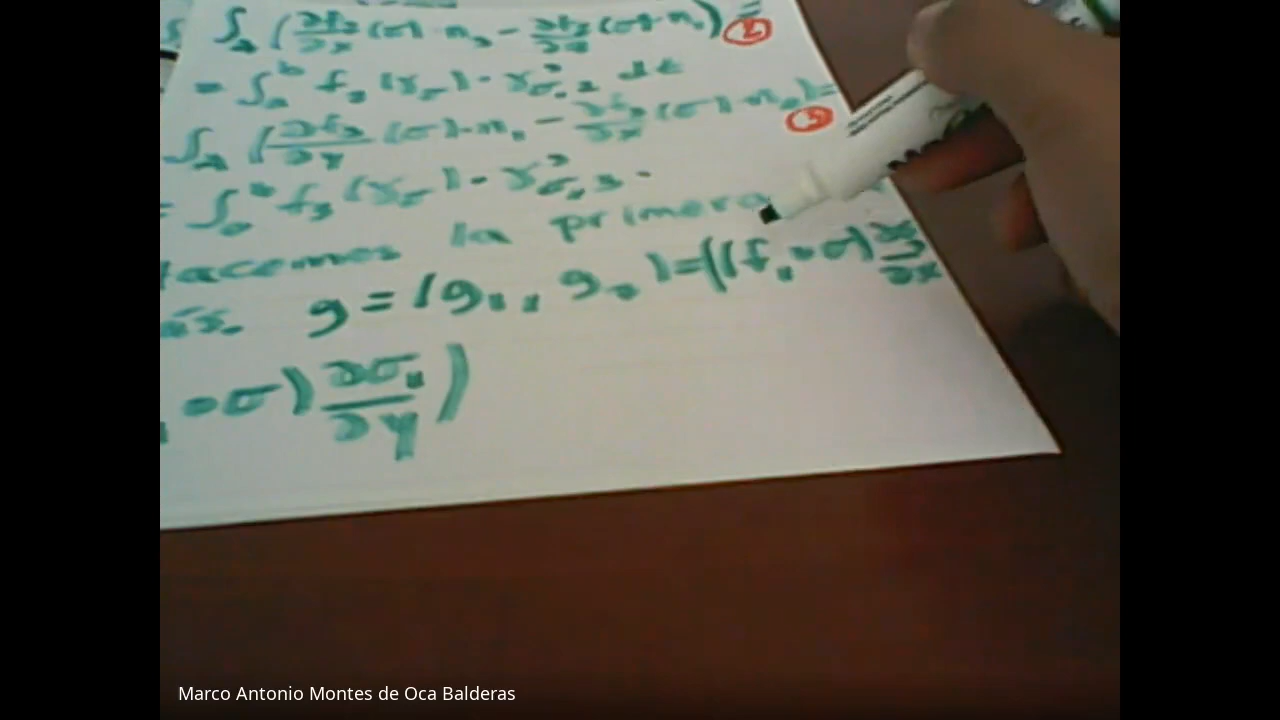 ∫_A (∂f₂/∂x (σ)·n₃ − ∂f₂/∂z (σ)·n₁) = ②
= ∫_a^b f₂ (γ_σ)·γ'_σ,₂ dt
∫_A (∂f₃/∂y (σ)·n₁ − ∂f₃/∂x (σ)·n₂) = ③
= ∫_a^b f₃ (γ_σ)·γ'_σ,₃.
Hacemos la primera
g = (g₁, g₂) = ((f₁∘σ) ∂σ₁/∂x
∘σ) ∂σ₁/∂y)
Marco Antonio Montes de Oca Balderas